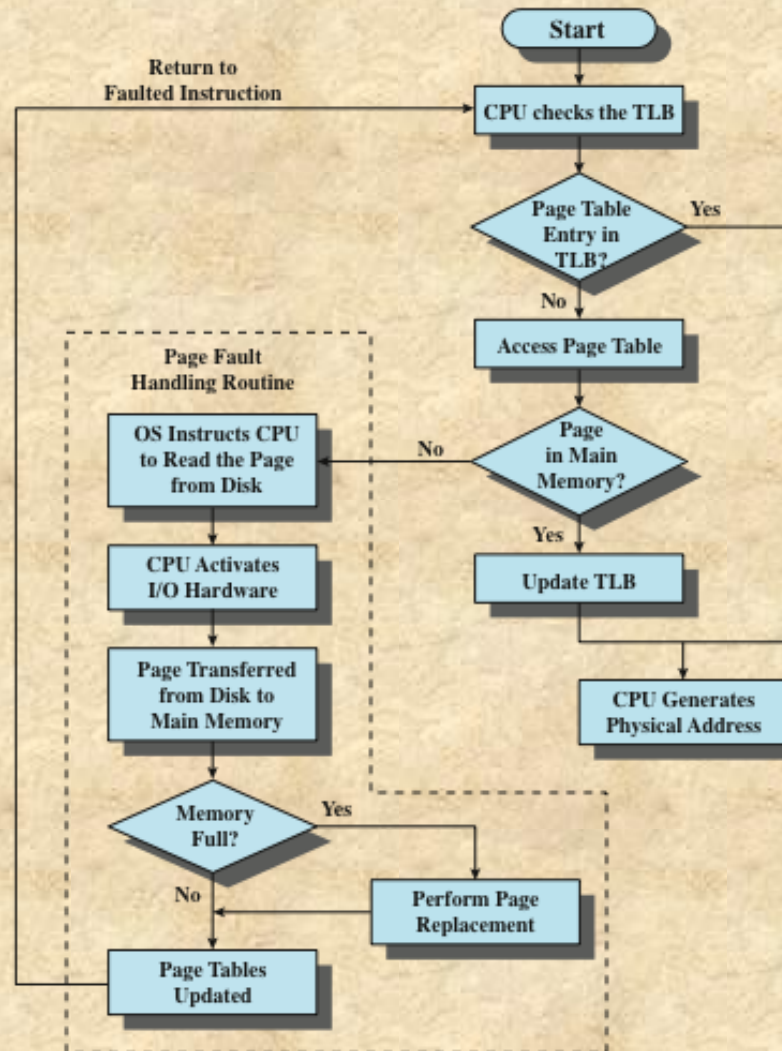 Start
Return to
Faulted Instruction
CPU checks the TLB
Page Table
Entry in
TLB?
Yes
No
Access Page Table
Page Fault
Handling Routine
OS Instructs CPU
to Read the Page
from Disk
No
Page
in Main
Memory?
Yes
CPU Activates
I/O Hardware
Update TLB
Page Transferred
from Disk to
Main Memory
CPU Generates
Physical Address
Memory
Full?
Yes
No
Perform Page
Replacement
Page Tables
Updated